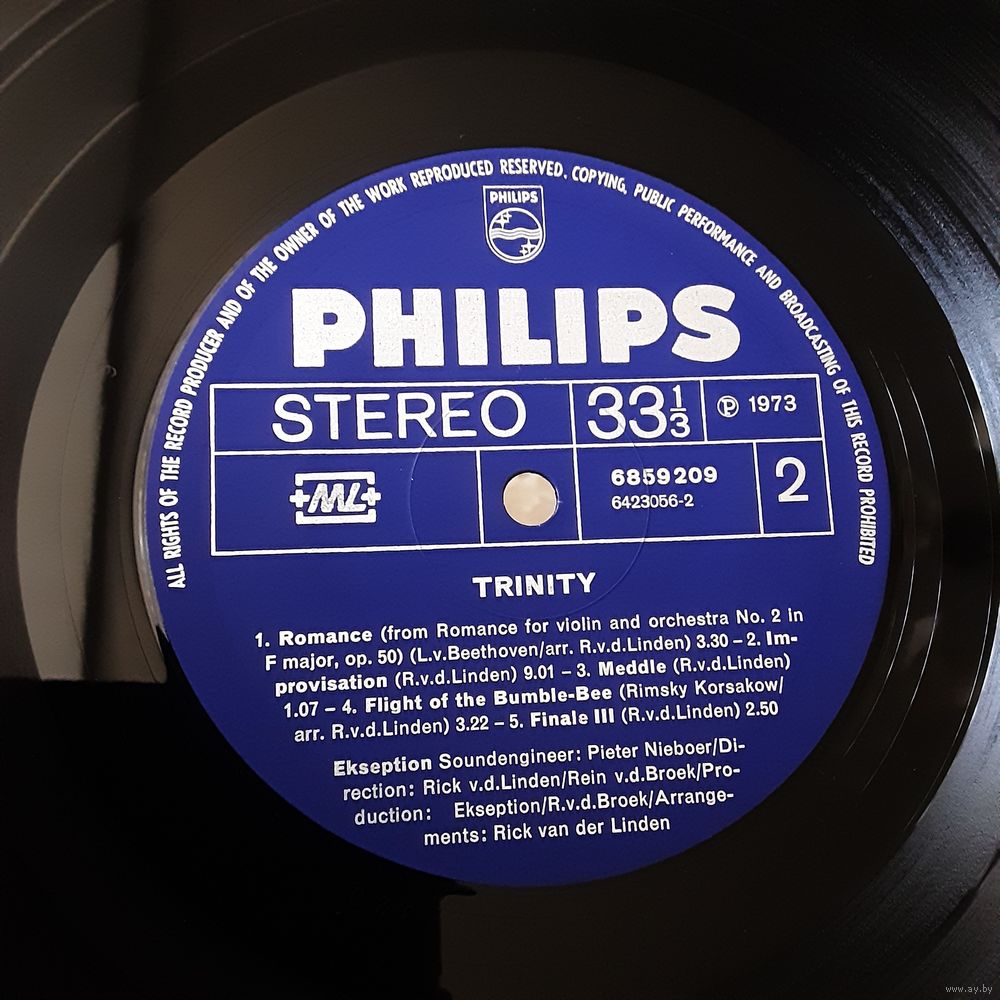 ALL RIGHTS OF THE RECORD PRODUCER AND OF THE OWNER OF THE WORK REPRODUCED RESERVED. COPYING, PUBLIC PERFORMANCE AND BROADCASTING OF THIS RECORD PROHIBITED
PHILIPS
PHILIPS
STEREO 33 1/3 Ⓟ 1973
ML 6859209 2
6423056-2
TRINITY
1. Romance (from Romance for violin and orchestra No. 2 in
F major, op. 50) (L.v.Beethoven/arr. R.v.d.Linden) 3.30 – 2. Im-
provisation (R.v.d.Linden) 9.01 – 3. Meddle (R.v.d.Linden)
1.07 – 4. Flight of the Bumble-Bee (Rimsky Korsakow/
arr. R.v.d.Linden) 3.22 – 5. Finale III (R.v.d.Linden) 2.50
Ekseption Soundengineer: Pieter Nieboer/Di-
rection: Rick v.d.Linden/Rein v.d.Broek/Pro-
duction: Ekseption/R.v.d.Broek/Arrange-
ments: Rick van der Linden
www.ay.by